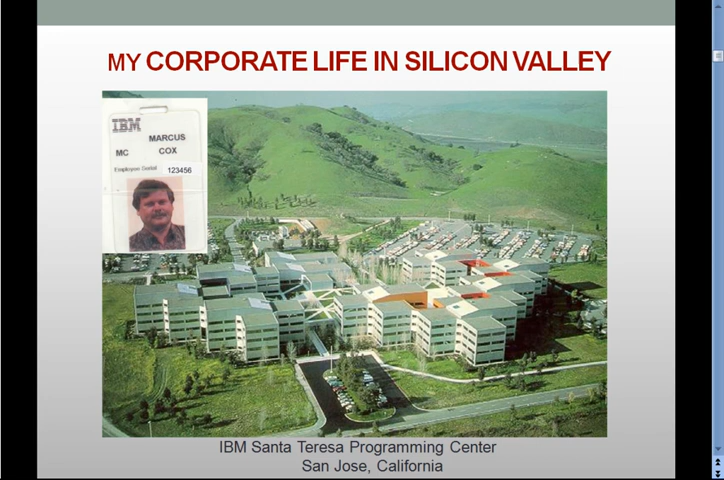 MY CORPORATE LIFE IN SILICON VALLEY
IBM
MARCUS
MC COX
Employee Serial 123456
IBM Santa Teresa Programming Center
San Jose, California